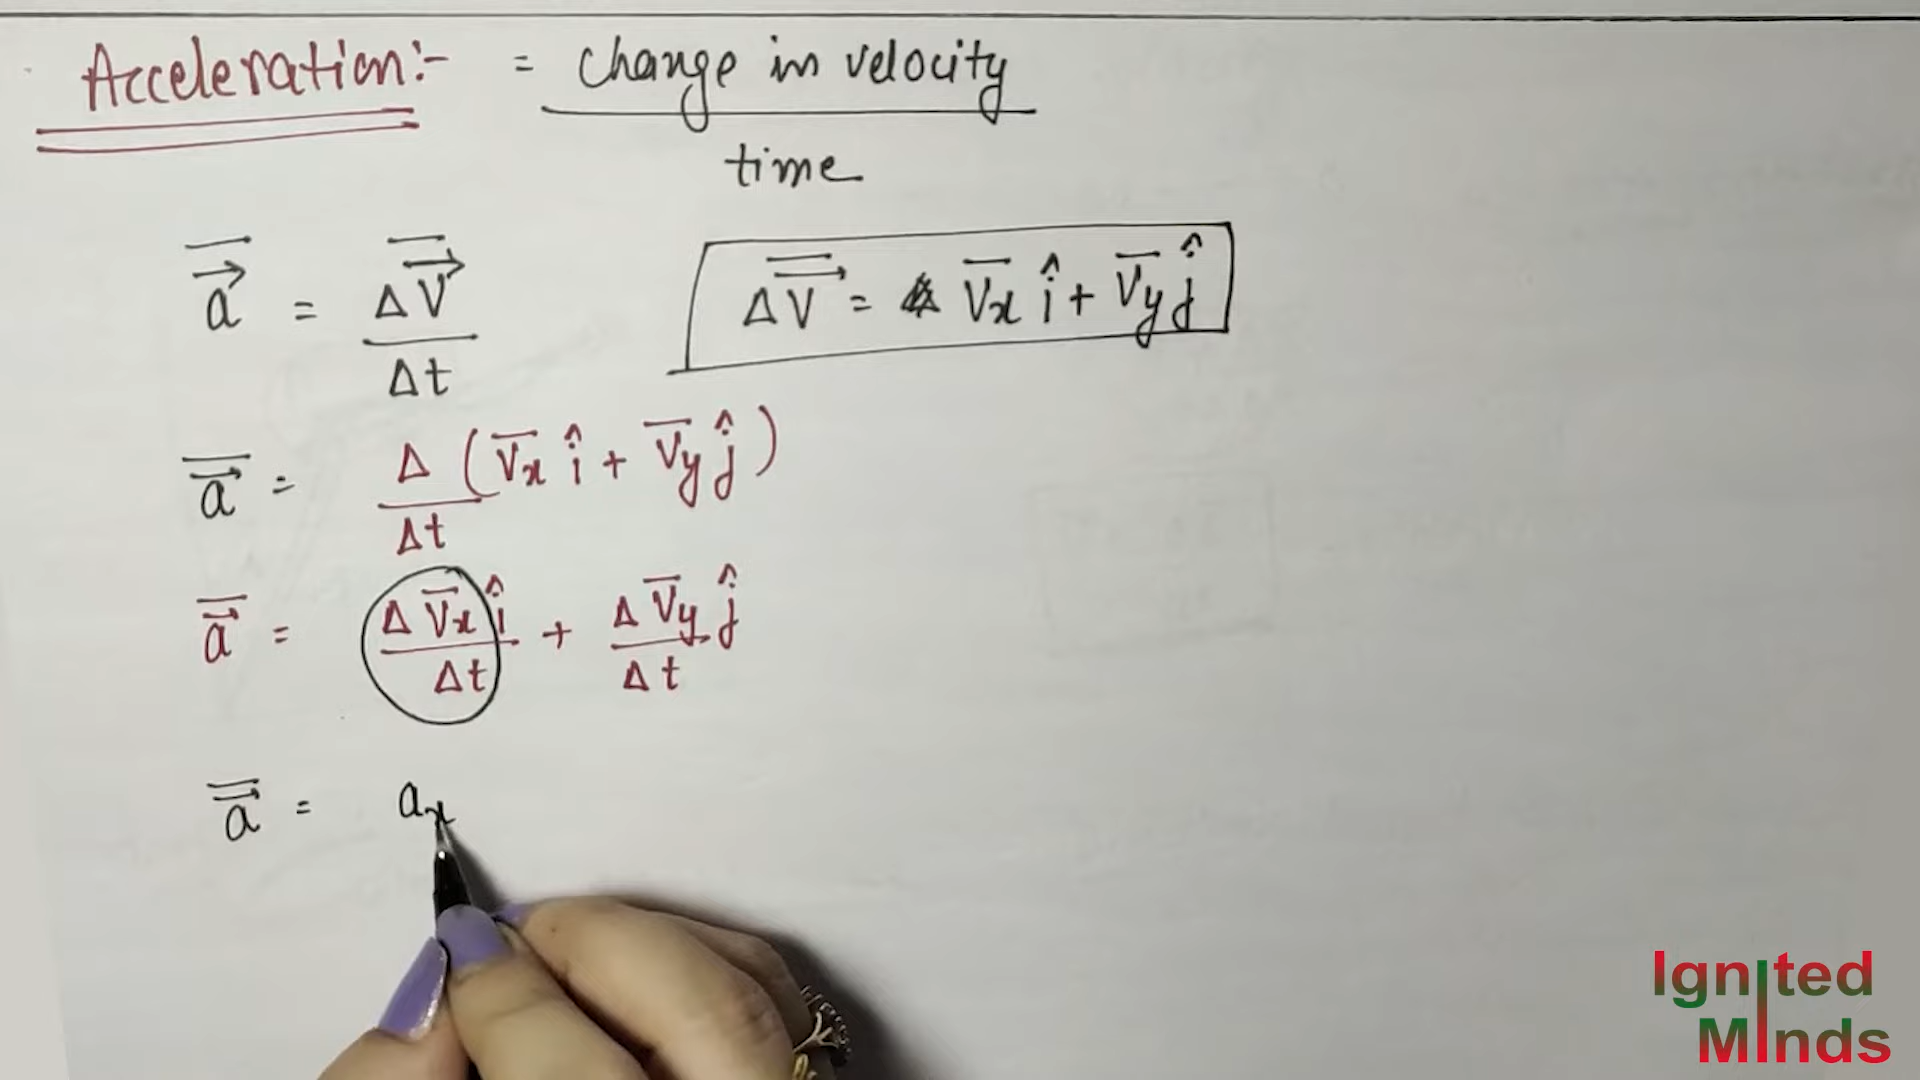 Acceleration:- = change in velocity
time
a⃗ = ΔV⃗
Δt
ΔV⃗ = V̅x î + V̅y ĵ
a⃗ = Δ (V̅x î + V̅y ĵ)
Δt
a⃗ = ΔV̅x î + ΔV̅y ĵ
Δt Δt
a⃗ = ax
Ignited
Minds